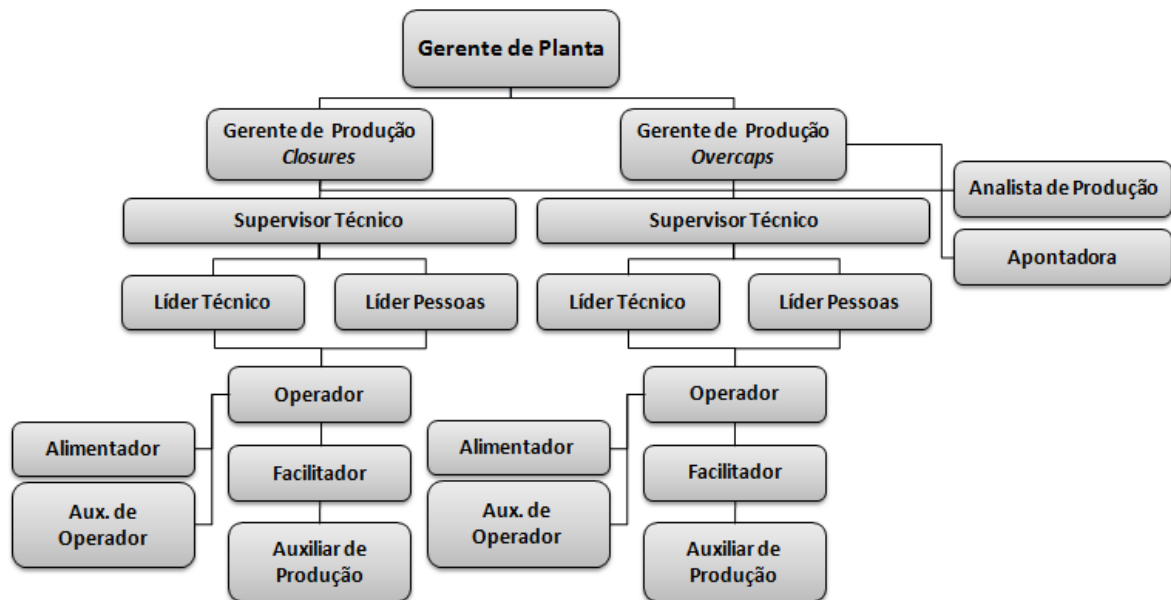 Gerente de Planta
Gerente de Produção
Closures
Gerente de Produção
Overcaps
Analista de Produção
Supervisor Técnico
Supervisor Técnico
Apontadora
Líder Técnico
Líder Pessoas
Líder Técnico
Líder Pessoas
Operador
Operador
Alimentador
Alimentador
Facilitador
Facilitador
Aux. de
Operador
Aux. de
Operador
Auxiliar de
Produção
Auxiliar de
Produção